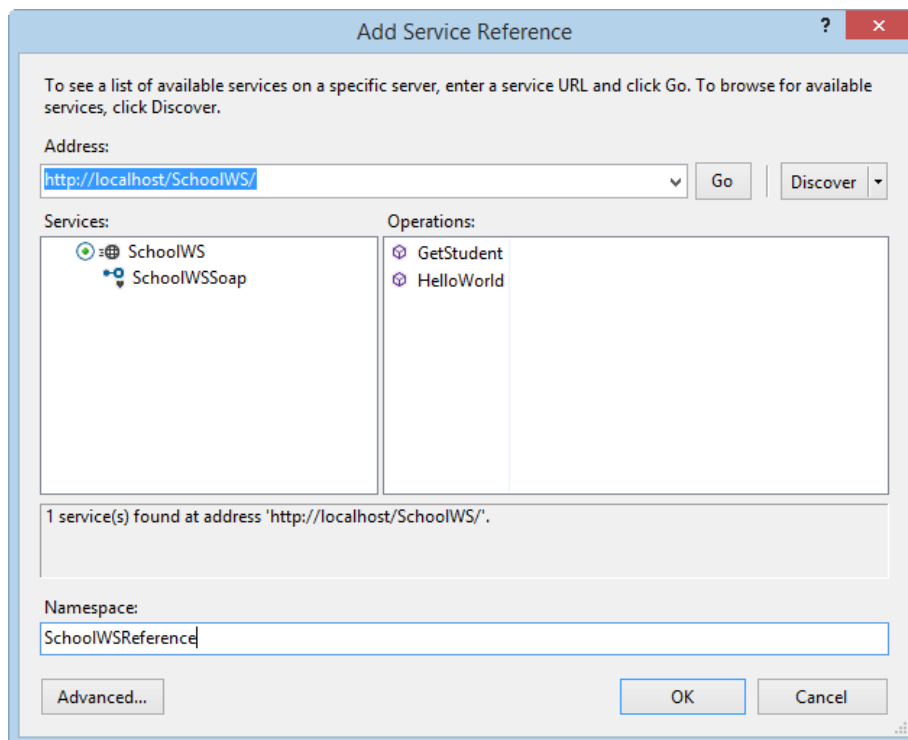 Add Service Reference
?
To see a list of available services on a specific server, enter a service URL and click Go. To browse for available
services, click Discover.
Address:
http://localhost/SchoolWS/
Go
Discover
Services:
Operations:
SchoolWS
SchoolWSSoap
GetStudent
HelloWorld
1 service(s) found at address 'http://localhost/SchoolWS/'.
Namespace:
SchoolWSReference
Advanced...
OK
Cancel